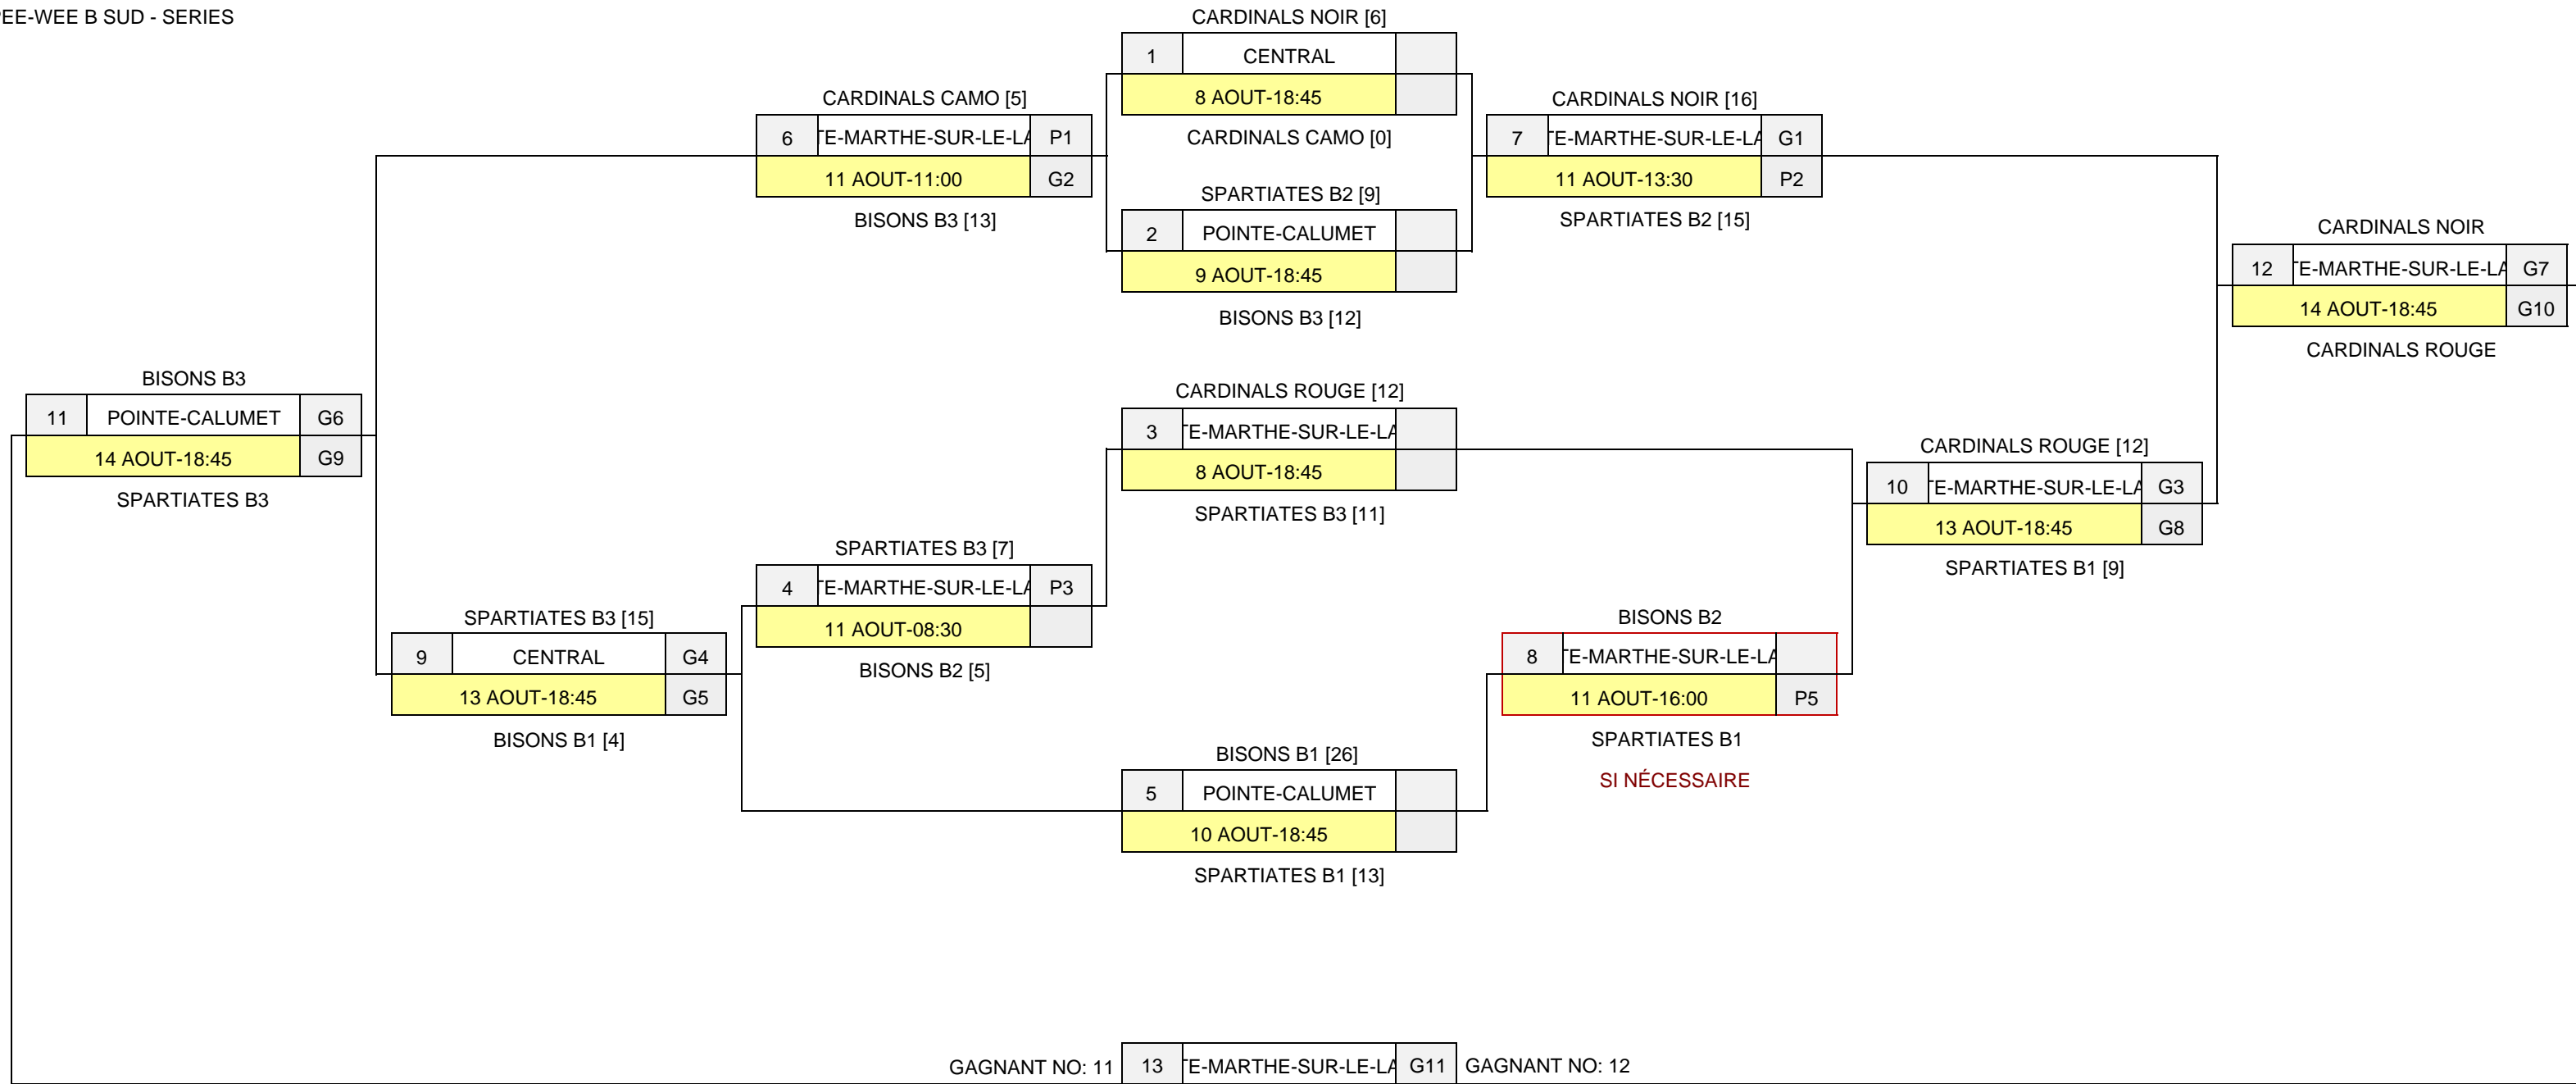 EE-WEE B SUD - SERIES
CARDINALS NOIR [6]
1 CENTRAL
8 AOUT-18:45
CARDINALS CAMO [0]
CARDINALS CAMO [5]
6 TE-MARTHE-SUR-LE-LA P1
11 AOUT-11:00 G2
BISONS B3 [13]
CARDINALS NOIR [16]
7 TE-MARTHE-SUR-LE-LA G1
11 AOUT-13:30 P2
SPARTIATES B2 [15]
SPARTIATES B2 [9]
2 POINTE-CALUMET
9 AOUT-18:45
BISONS B3 [12]
CARDINALS NOIR
12 TE-MARTHE-SUR-LE-LA G7
14 AOUT-18:45 G10
CARDINALS ROUGE
BISONS B3
11 POINTE-CALUMET G6
14 AOUT-18:45 G9
SPARTIATES B3
CARDINALS ROUGE [12]
3 TE-MARTHE-SUR-LE-LA
8 AOUT-18:45
SPARTIATES B3 [11]
CARDINALS ROUGE [12]
10 TE-MARTHE-SUR-LE-LA G3
13 AOUT-18:45 G8
SPARTIATES B1 [9]
SPARTIATES B3 [7]
4 TE-MARTHE-SUR-LE-LA P3
11 AOUT-08:30
BISONS B2 [5]
SPARTIATES B3 [15]
9 CENTRAL G4
13 AOUT-18:45 G5
BISONS B1 [4]
BISONS B2
8 TE-MARTHE-SUR-LE-LA
11 AOUT-16:00 P5
SPARTIATES B1
SI NÉCESSAIRE
BISONS B1 [26]
5 POINTE-CALUMET
10 AOUT-18:45
SPARTIATES B1 [13]
GAGNANT NO: 11 13 TE-MARTHE-SUR-LE-LA G11 GAGNANT NO: 12